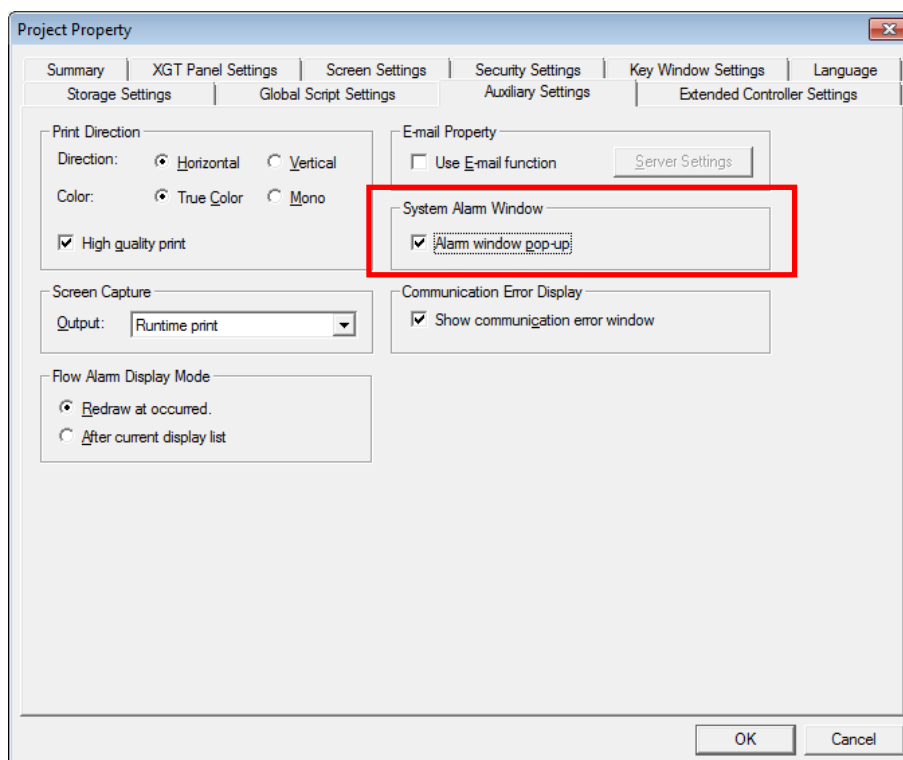 Project Property
Summary
XGT Panel Settings
Screen Settings
Security Settings
Key Window Settings
Language
Storage Settings
Global Script Settings
Auxiliary Settings
Extended Controller Settings
Print Direction
Direction:
Horizontal
Vertical
Color:
True Color
Mono
High quality print
Screen Capture
Output:
Runtime print
Flow Alarm Display Mode
Redraw at occurred.
After current display list
E-mail Property
Use E-mail function
Server Settings
System Alarm Window
Alarm window pop-up
Communication Error Display
Show communication error window
OK
Cancel